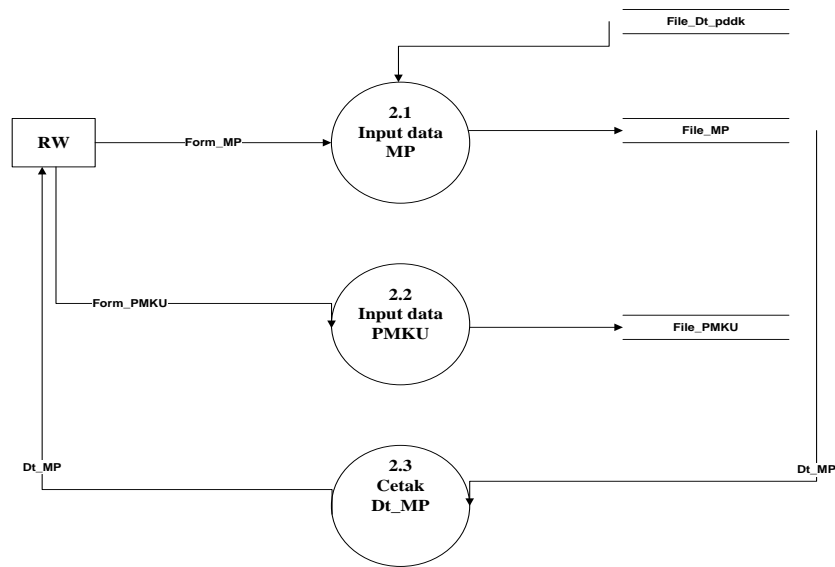 File_Dt_pddk
2.1
Input data
MP
RW
Form_MP
File_MP
2.2
Input data
PMKU
Form_PMKU
File_PMKU
2.3
Cetak
Dt_MP
Dt_MP
Dt_MP